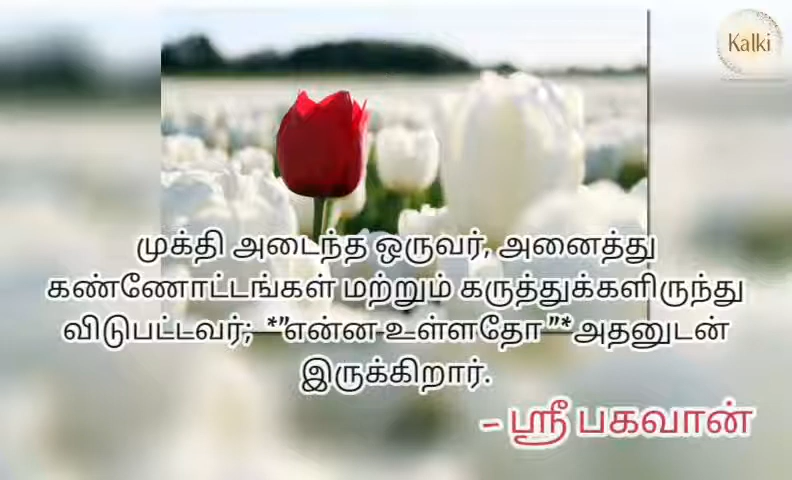 Kalki
முக்தி அடைந்த ஒருவர், அனைத்து
கண்ணோட்டங்கள் மற்றும் கருத்துக்களிருந்து
விடுபட்டவர்; *"என்ன உள்ளதோ"* அதனுடன்
இருக்கிறார்.
- ஸ்ரீ பகவான்